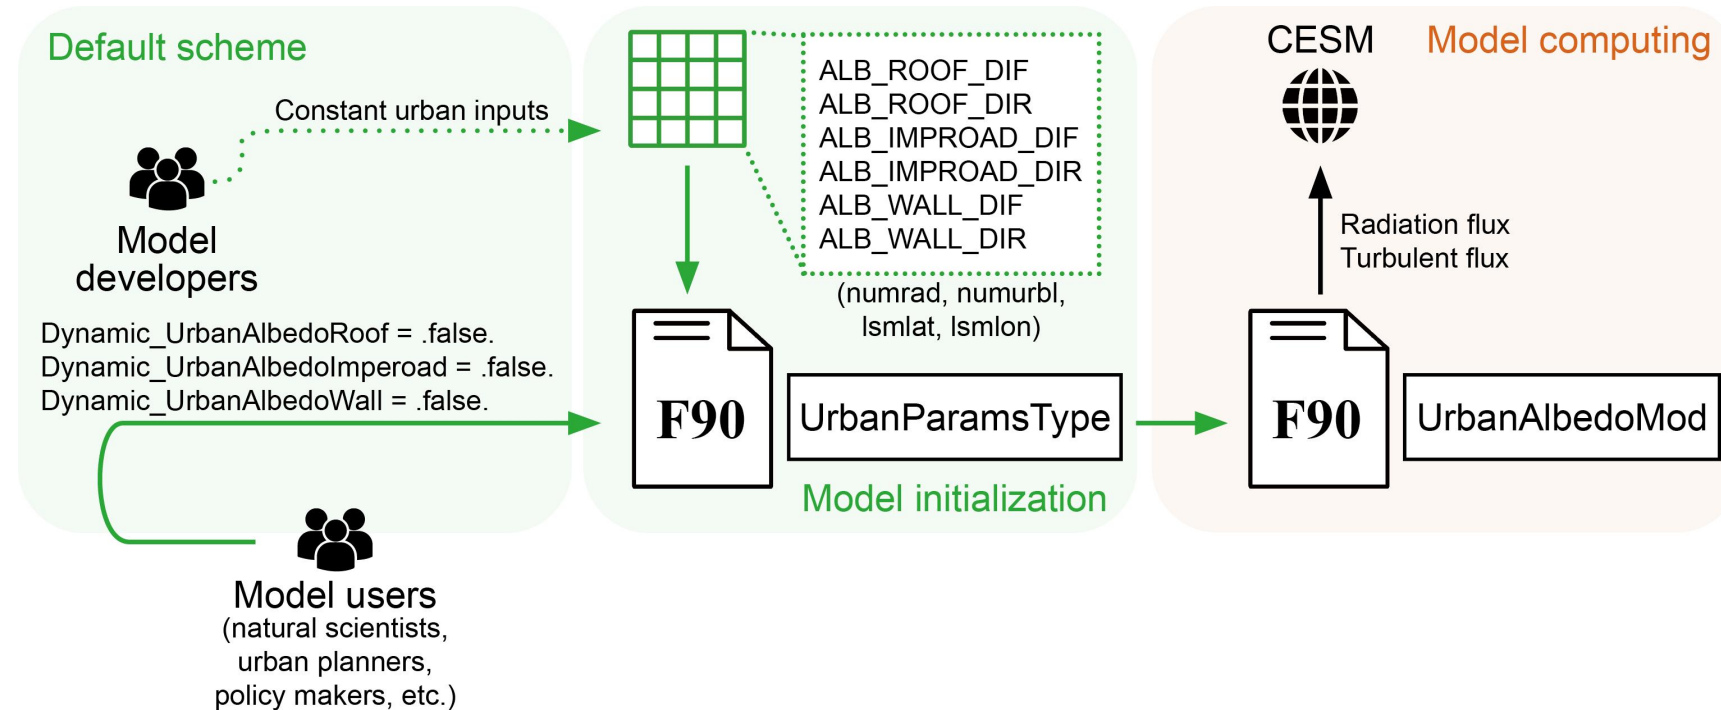 Default scheme
Constant urban inputs
Model
developers
Dynamic_UrbanAlbedoRoof = .false.
Dynamic_UrbanAlbedoImperoad = .false.
Dynamic_UrbanAlbedoWall = .false.
Model users
(natural scientists,
urban planners,
policy makers, etc.)
ALB_ROOF_DIF
ALB_ROOF_DIR
ALB_IMPROAD_DIF
ALB_IMPROAD_DIR
ALB_WALL_DIF
ALB_WALL_DIR
(numrad, numurbl,
lsmlat, lsmlon)
F90
UrbanParamsType
Model initialization
CESM
Model computing
Radiation flux
Turbulent flux
F90
UrbanAlbedoMod